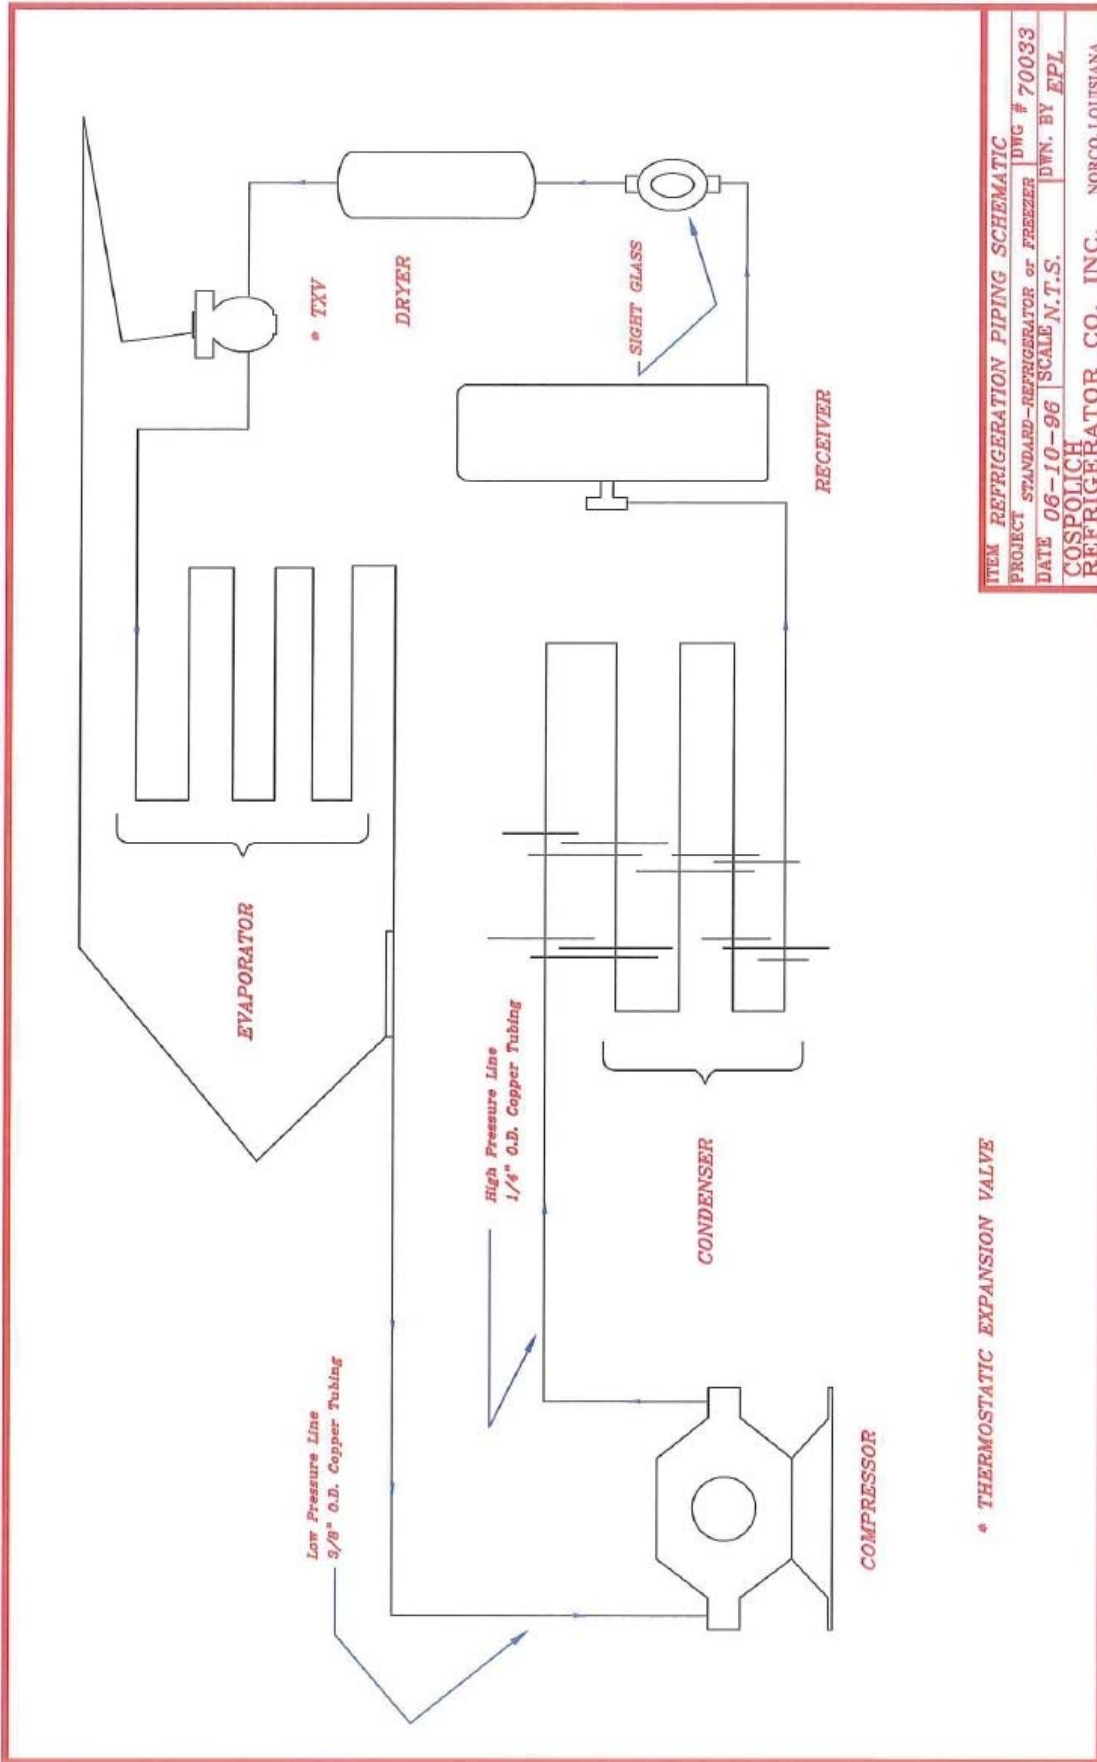 * TXV
DRYER
SIGHT GLASS
RECEIVER
EVAPORATOR
High Pressure Line
1/4" O.D. Copper Tubing
CONDENSER
Low Pressure Line
3/8" O.D. Copper Tubing
COMPRESSOR
* THERMOSTATIC EXPANSION VALVE
ITEM REFRIGERATION PIPING SCHEMATIC
PROJECT STANDARD-REFRIGERATOR or FREEZER DWG # 70033
DATE 06-10-96 SCALE N.T.S. DWN. BY EPL
COSPOLICH
REFRIGERATOR CO. INC. NORCO, LOUISIANA